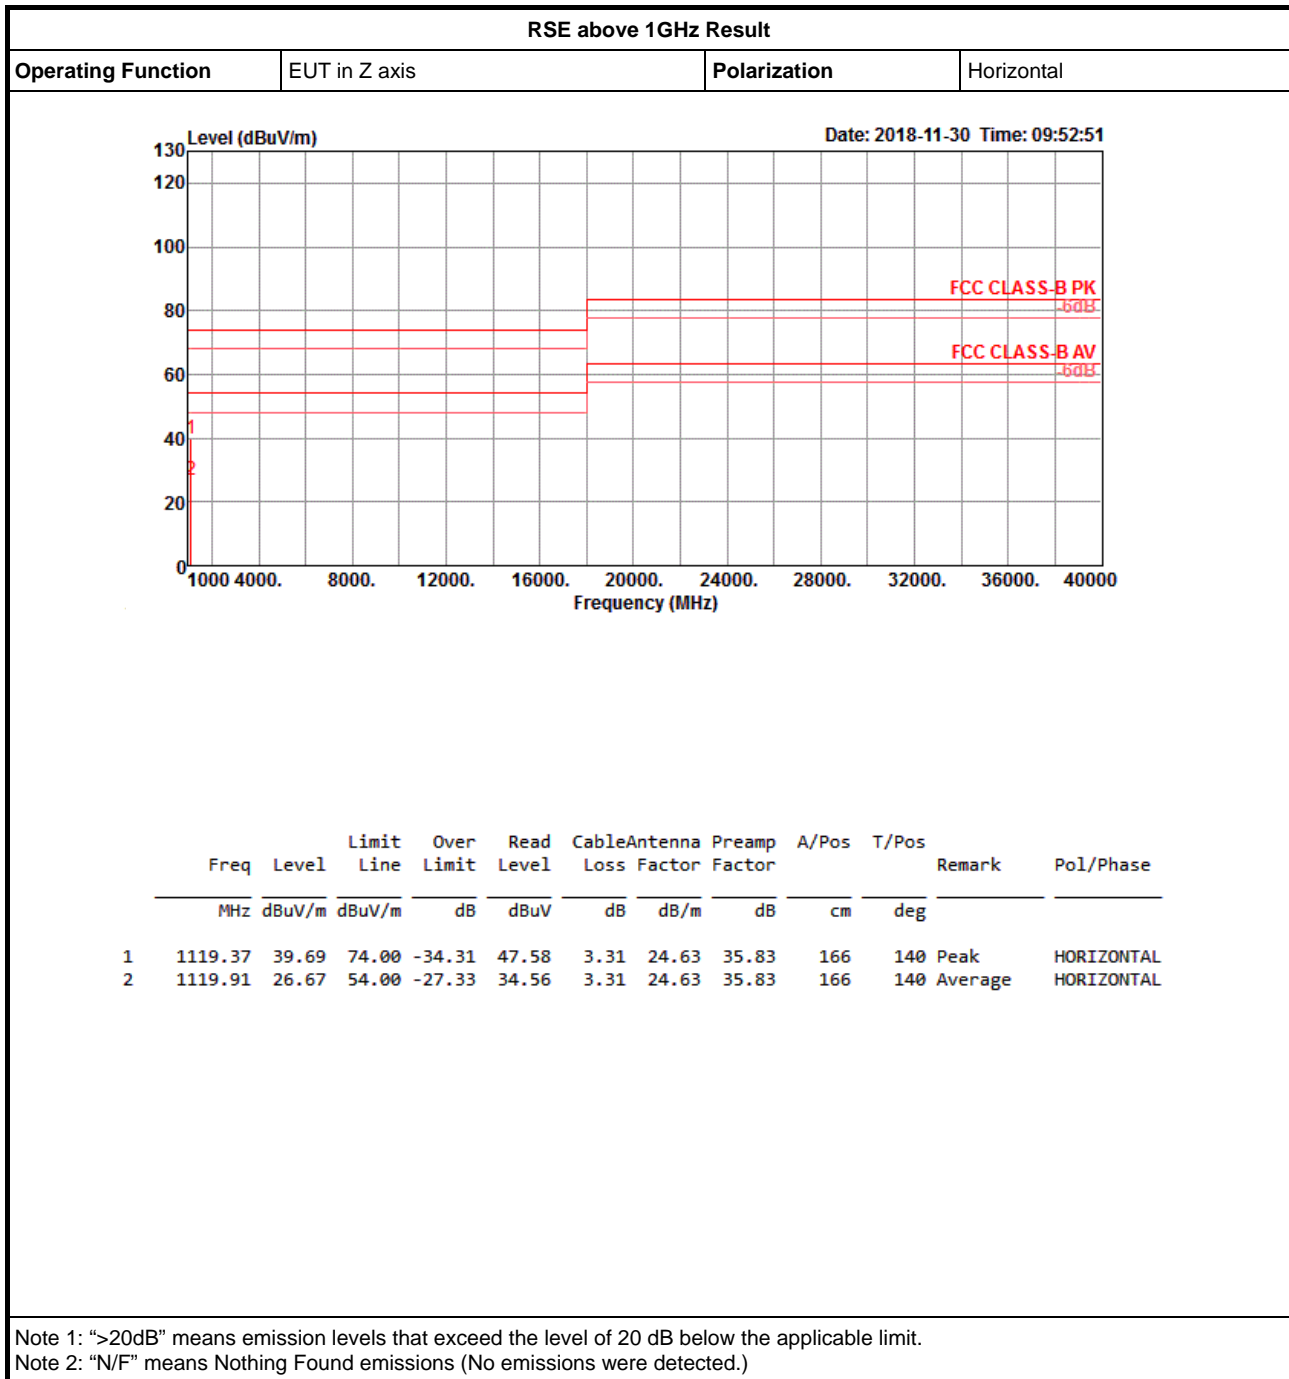 RSE above 1GHz Result
Operating Function EUT in Z axis Polarization Horizontal
Level (dBuV/m) Date: 2018-11-30 Time: 09:52:51
130
120
100
80
60
40
20
0
FCC CLASS-B PK
-6dB
FCC CLASS-B AV
-6dB
1
2
1000 4000. 8000. 12000. 16000. 20000. 24000. 28000. 32000. 36000. 40000
Frequency (MHz)
Limit Over Read CableAntenna Preamp A/Pos T/Pos
Freq Level Line Limit Level Loss Factor Factor Remark Pol/Phase
MHz dBuV/m dBuV/m dB dBuV dB dB/m dB cm deg
1 1119.37 39.69 74.00 -34.31 47.58 3.31 24.63 35.83 166 140 Peak HORIZONTAL
2 1119.91 26.67 54.00 -27.33 34.56 3.31 24.63 35.83 166 140 Average HORIZONTAL
Note 1: “>20dB” means emission levels that exceed the level of 20 dB below the applicable limit.
Note 2: “N/F” means Nothing Found emissions (No emissions were detected.)